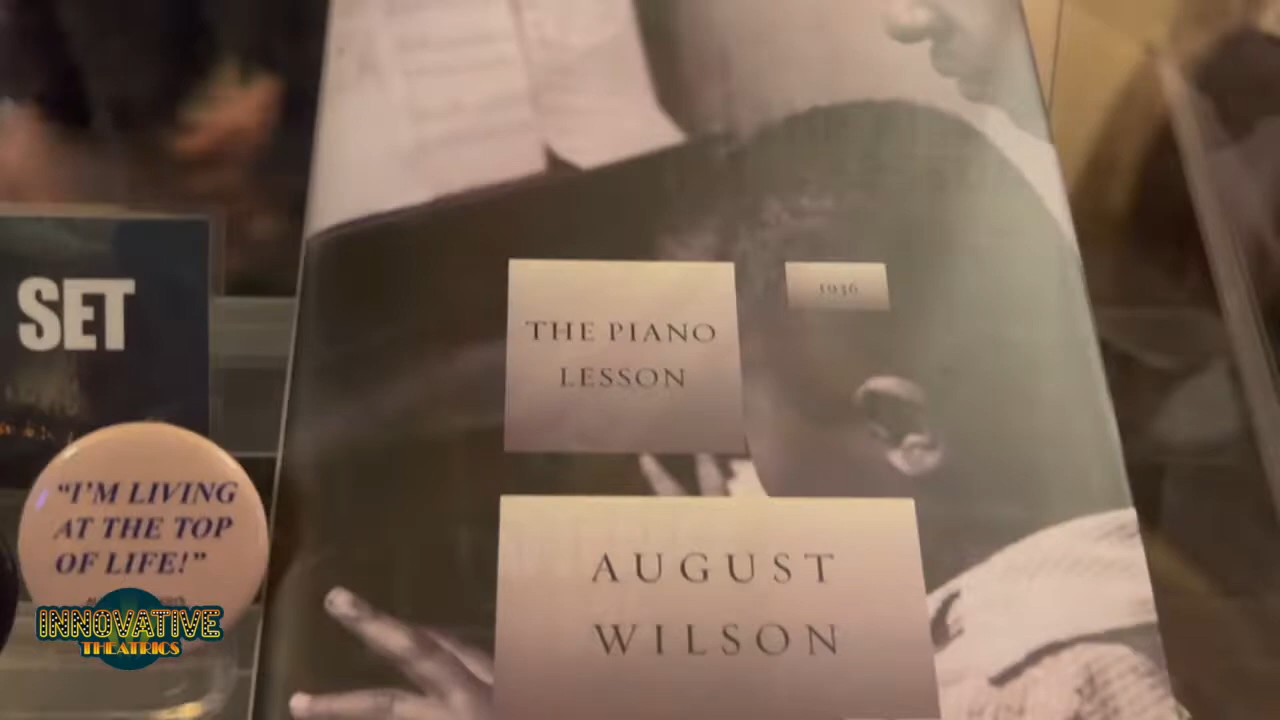 SET
"I'M LIVING
AT THE TOP
OF LIFE!"
INNOVATIVE
THEATRICS
THE PIANO
LESSON
1936
AUGUST
WILSON